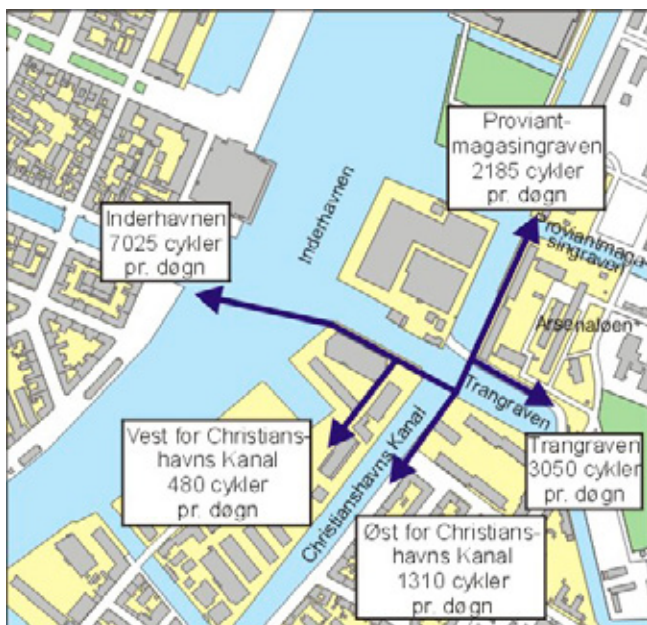 Proviant-
magasingraven
2185 cykler
pr. døgn
Inderhavnen
7025 cykler
pr. døgn
Inderhavnen
Proviantmaga-
singraven
Arsenaløen
Trangraven
Vest for Christians-
havns Kanal
480 cykler
pr. døgn
Christianshavns Kanal
Trangraven
3050 cykler
pr. døgn
Øst for Christians-
havns Kanal
1310 cykler
pr. døgn